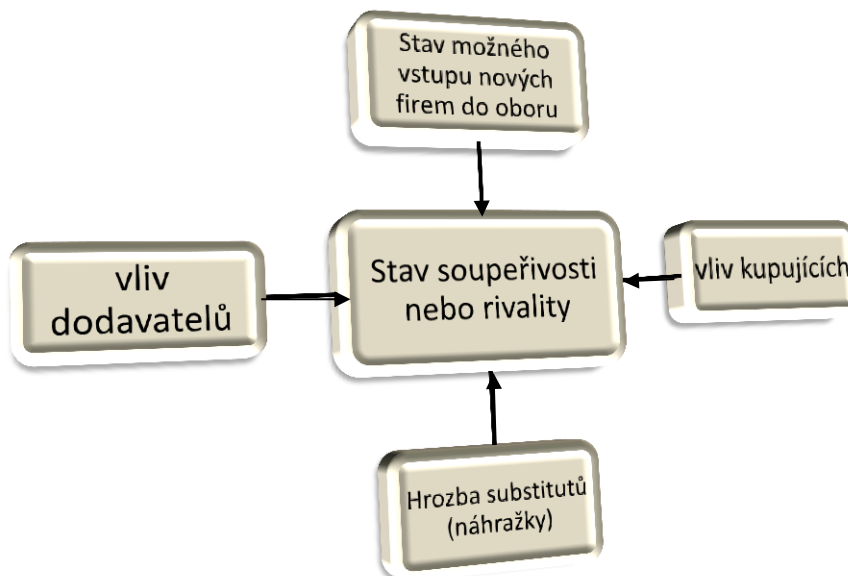 Stav možného
vstupu nových
firem do oboru
vliv
dodavatelů
Stav soupeřivosti
nebo rivality
vliv kupujících
Hrozba substitutů
(náhražky)